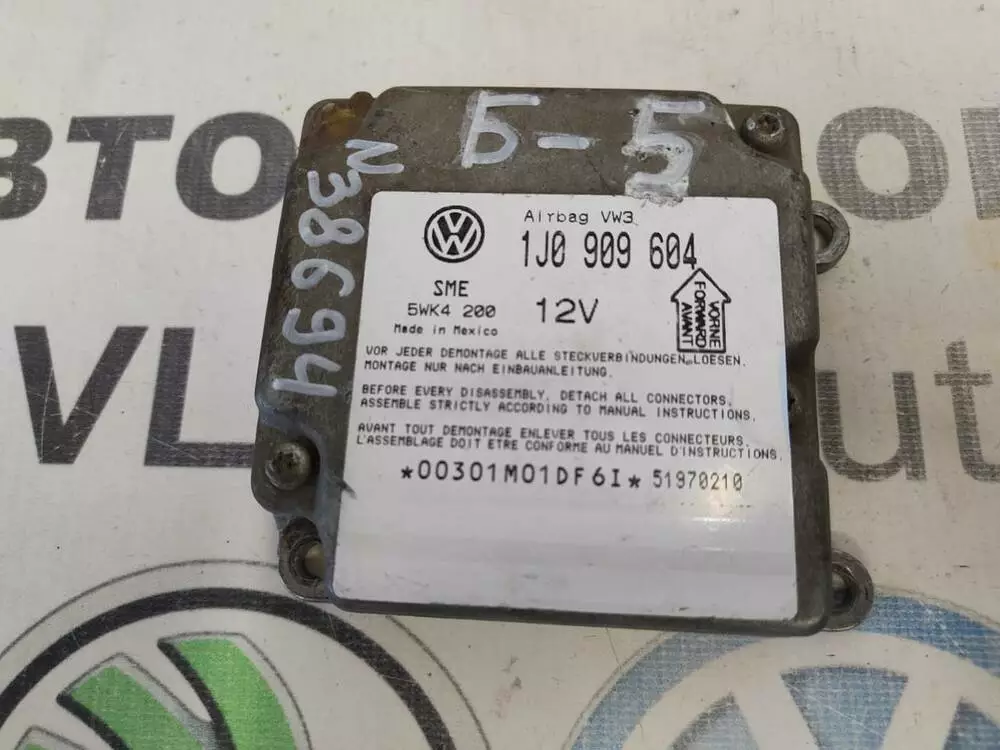 Б-5
N38694
Airbag VW3
1J0 909 604
SME
5WK4 200
12V
Made in Mexico
VORNE
FORWARD
AVANT
VOR JEDER DEMONTAGE ALLE STECKVERBINDUNGEN LOESEN.
MONTAGE NUR NACH EINBAUANLEITUNG.
BEFORE EVERY DISASSEMBLY, DETACH ALL CONNECTORS.
ASSEMBLE STRICTLY ACCORDING TO MANUAL INSTRUCTIONS.
AVANT TOUT DEMONTAGE ENLEVER TOUS LES CONNECTEURS.
L'ASSEMBLAGE DOIT ETRE CONFORME AU MANUEL D'INSTRUCTIONS.
*00301M01DF6I* 51970210
VL